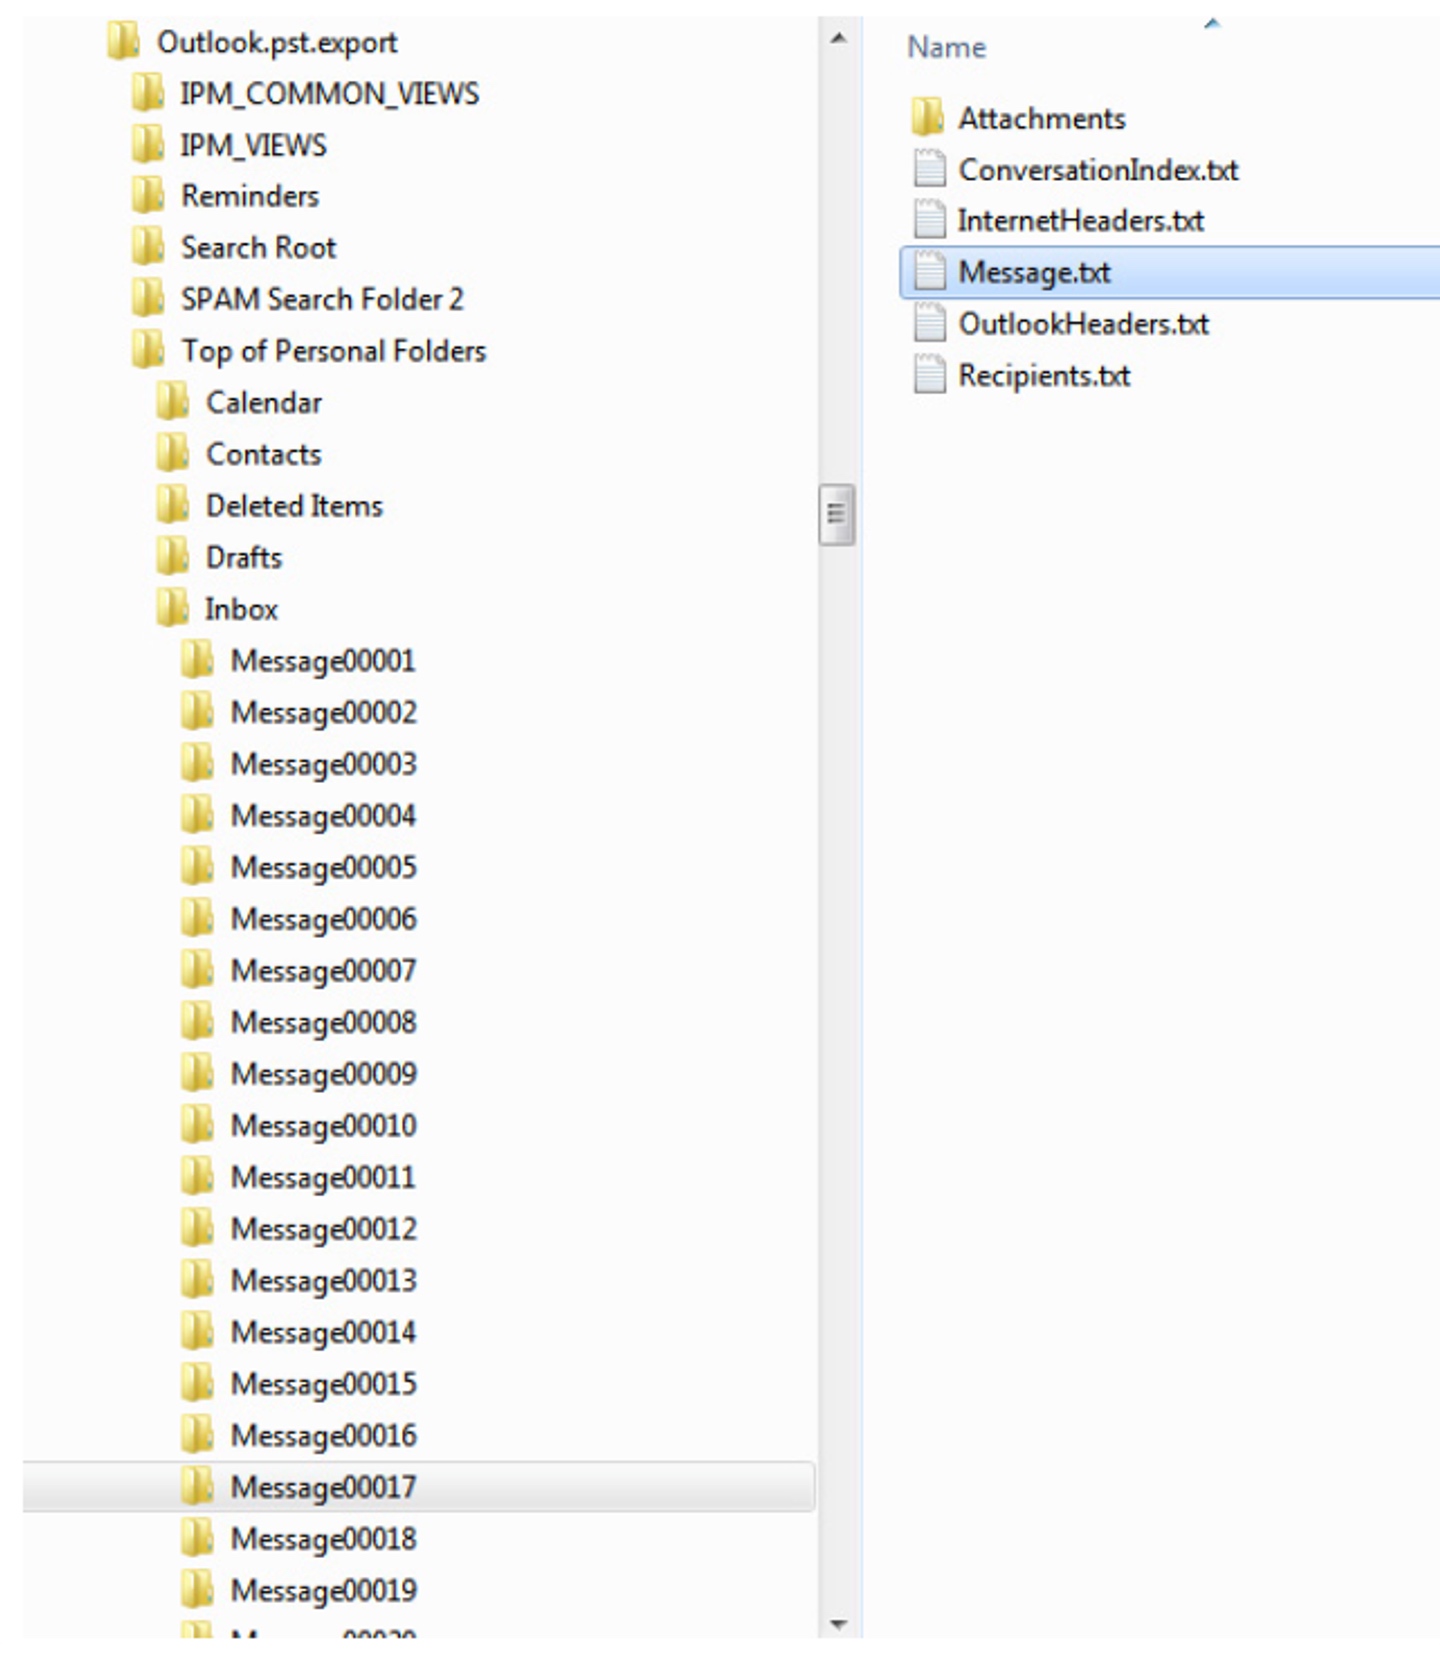 Outlook.pst.export
IPM_COMMON_VIEWS
IPM_VIEWS
Reminders
Search Root
SPAM Search Folder 2
Top of Personal Folders
Calendar
Contacts
Deleted Items
Drafts
Inbox
Message00001
Message00002
Message00003
Message00004
Message00005
Message00006
Message00007
Message00008
Message00009
Message00010
Message00011
Message00012
Message00013
Message00014
Message00015
Message00016
Message00017
Message00018
Message00019
Name
Attachments
ConversationIndex.txt
InternetHeaders.txt
Message.txt
OutlookHeaders.txt
Recipients.txt